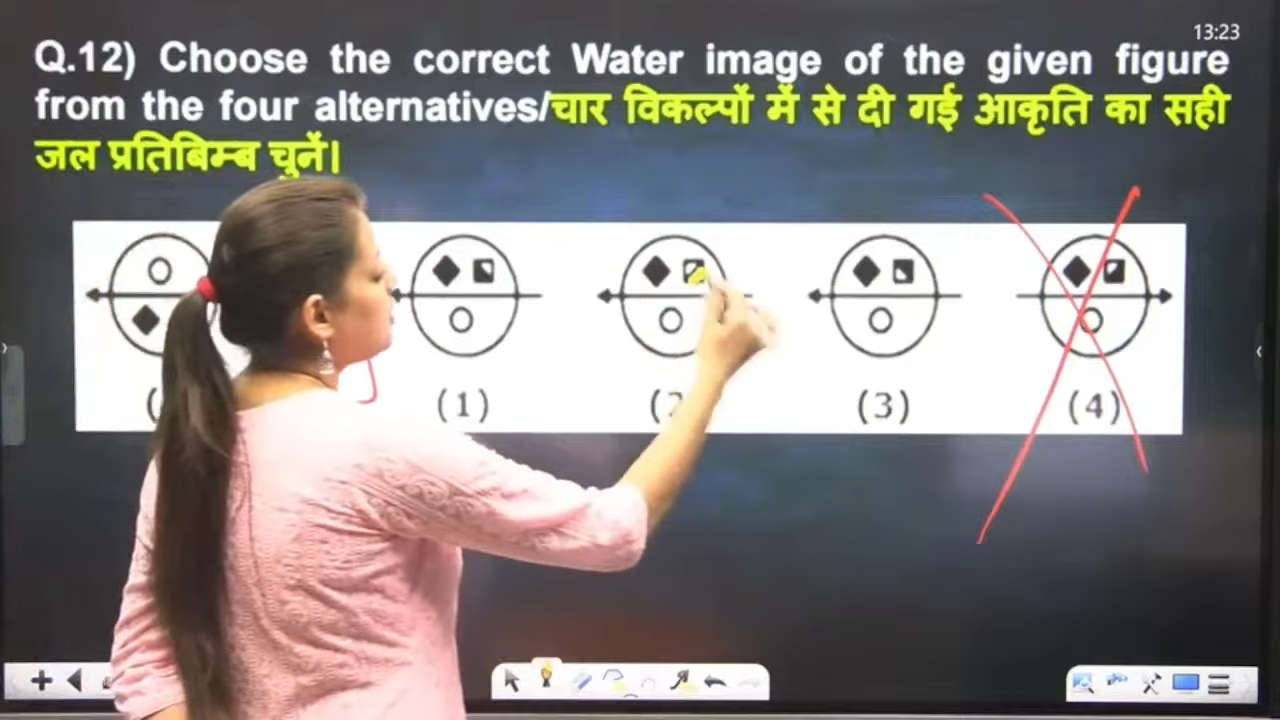 13:23
Q.12) Choose the correct Water image of the given figure
from the four alternatives/चार विकल्पों में से दी गई आकृति का सही
जल प्रतिबिम्ब चुनें।
(1) (3) (4)